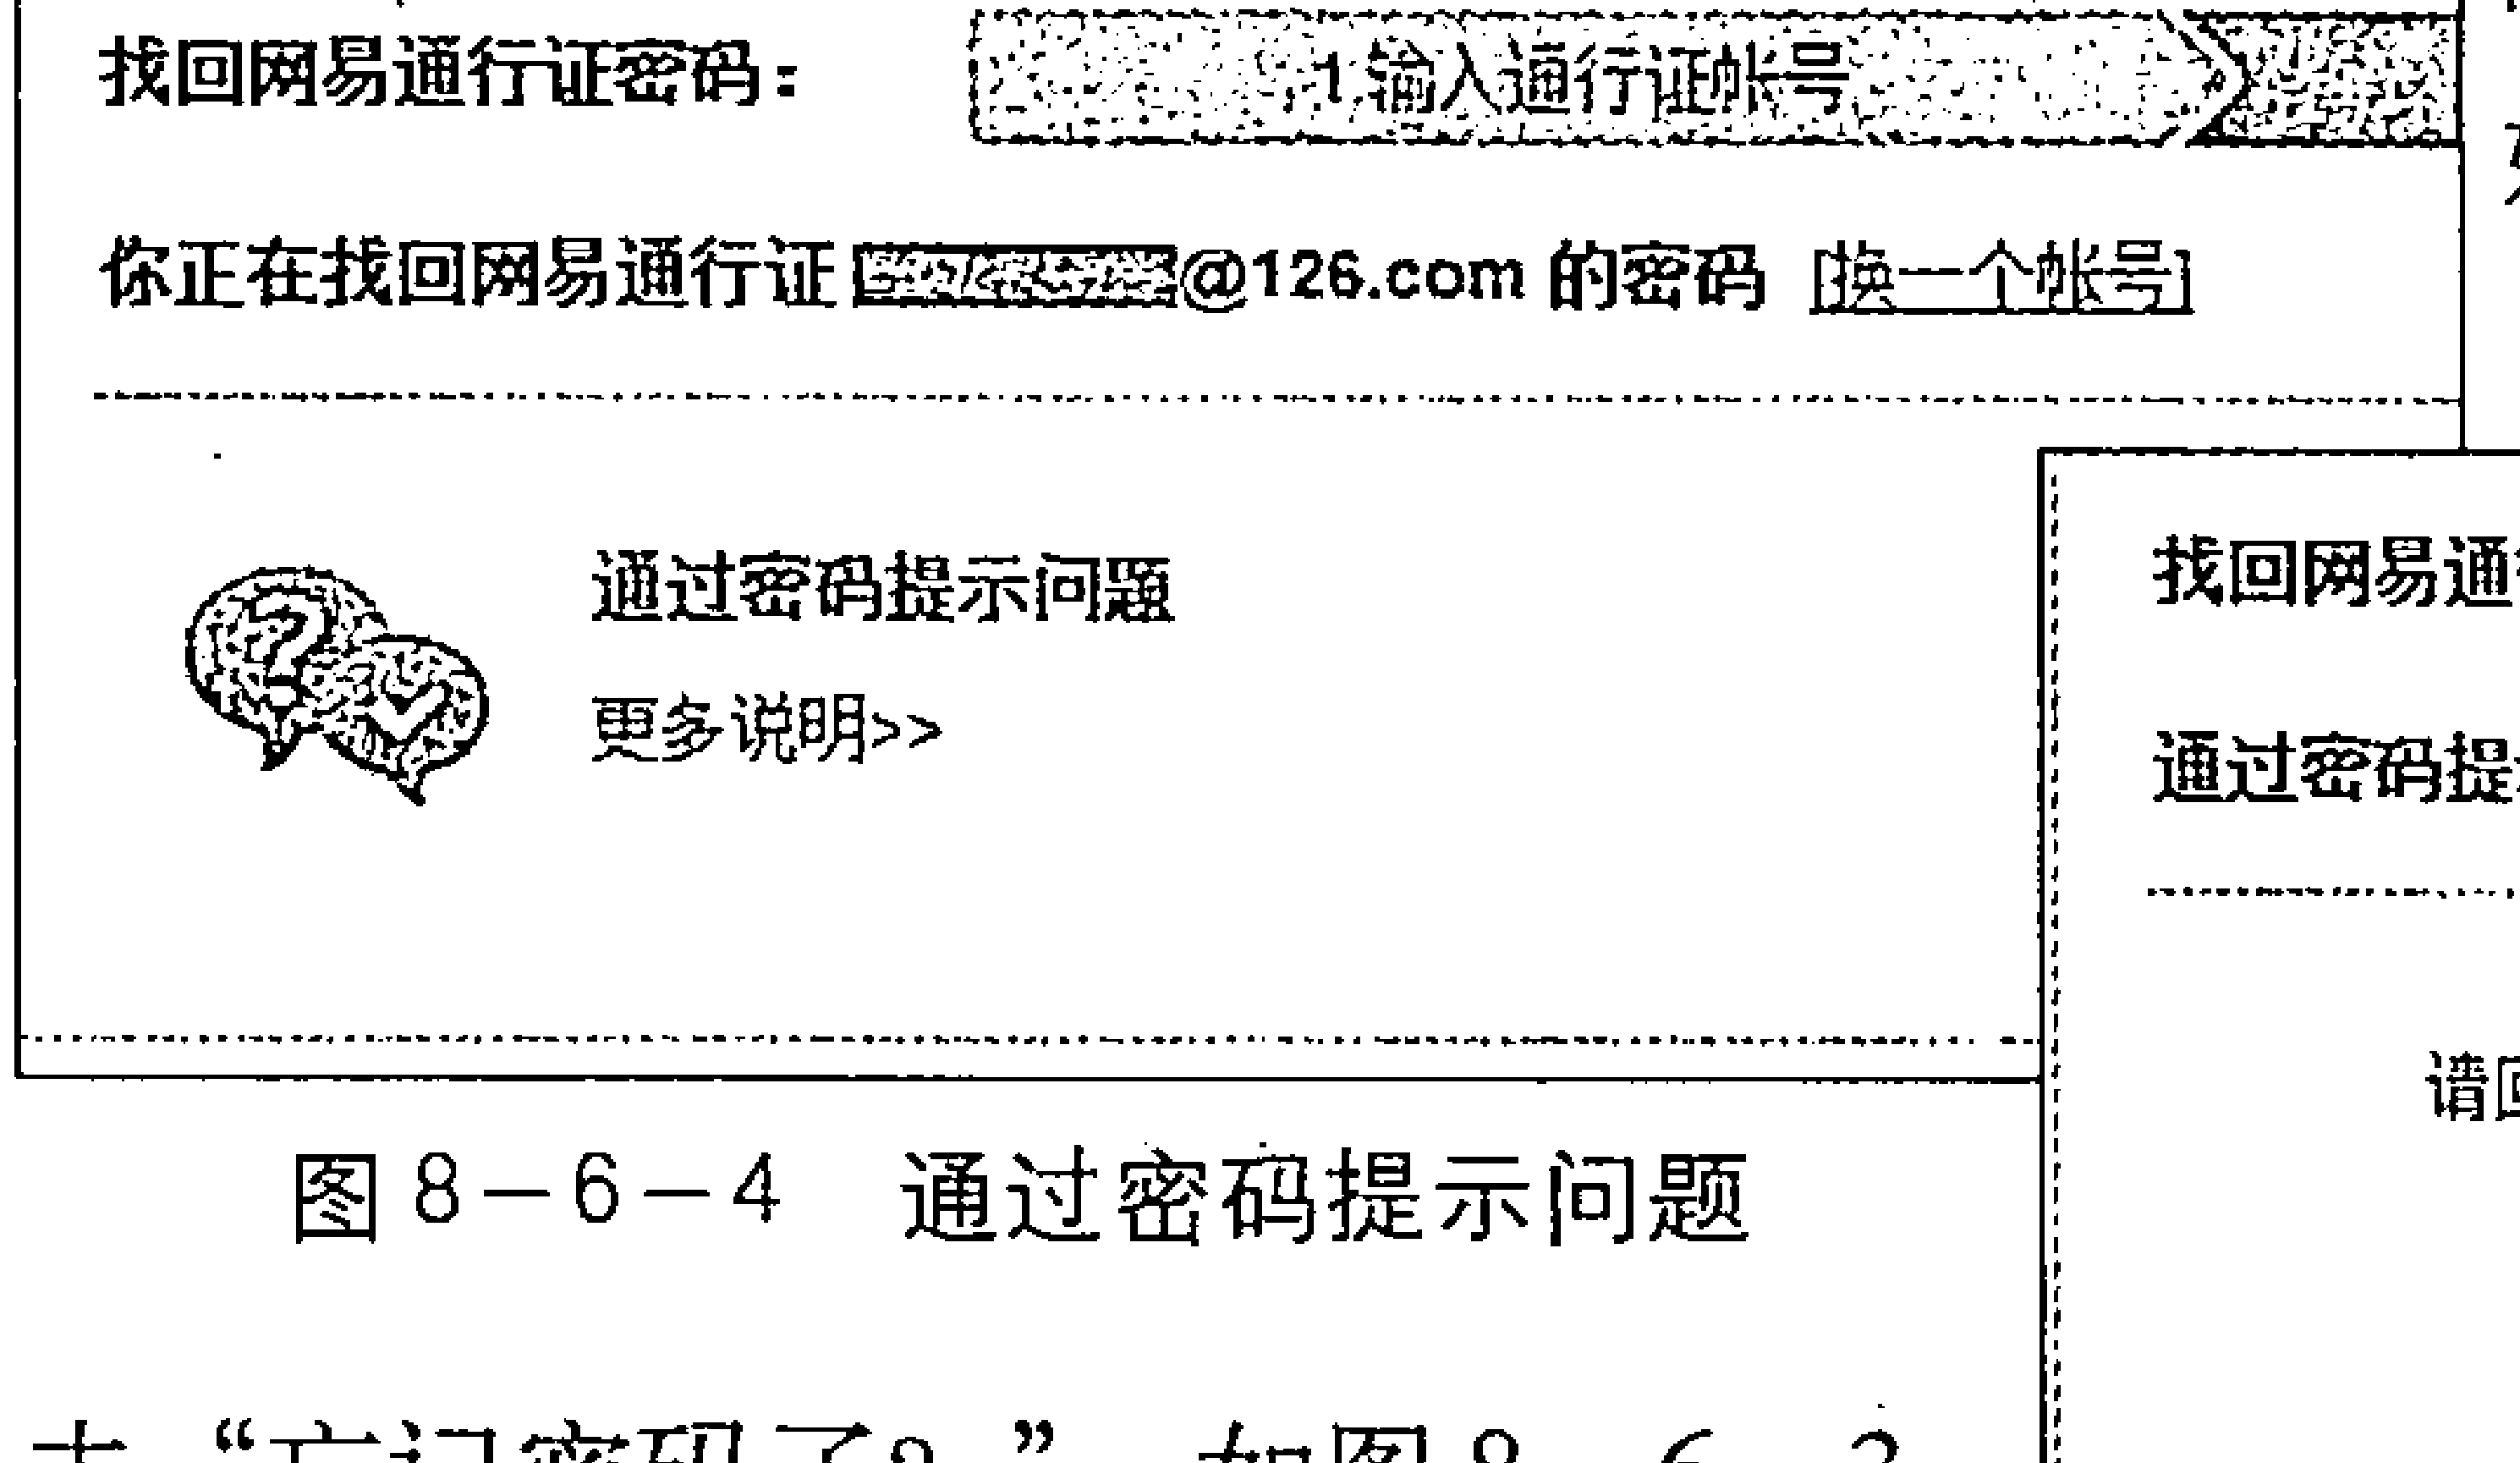 找回网易通行证密码：
1 输入通行证帐号
你正在找回网易通行证 @126.com 的密码 [换一个帐号]
通过密码提示问题
更多说明>>
找回网易通
通过密码提
请回
图 8－6－4 通过密码提示问题